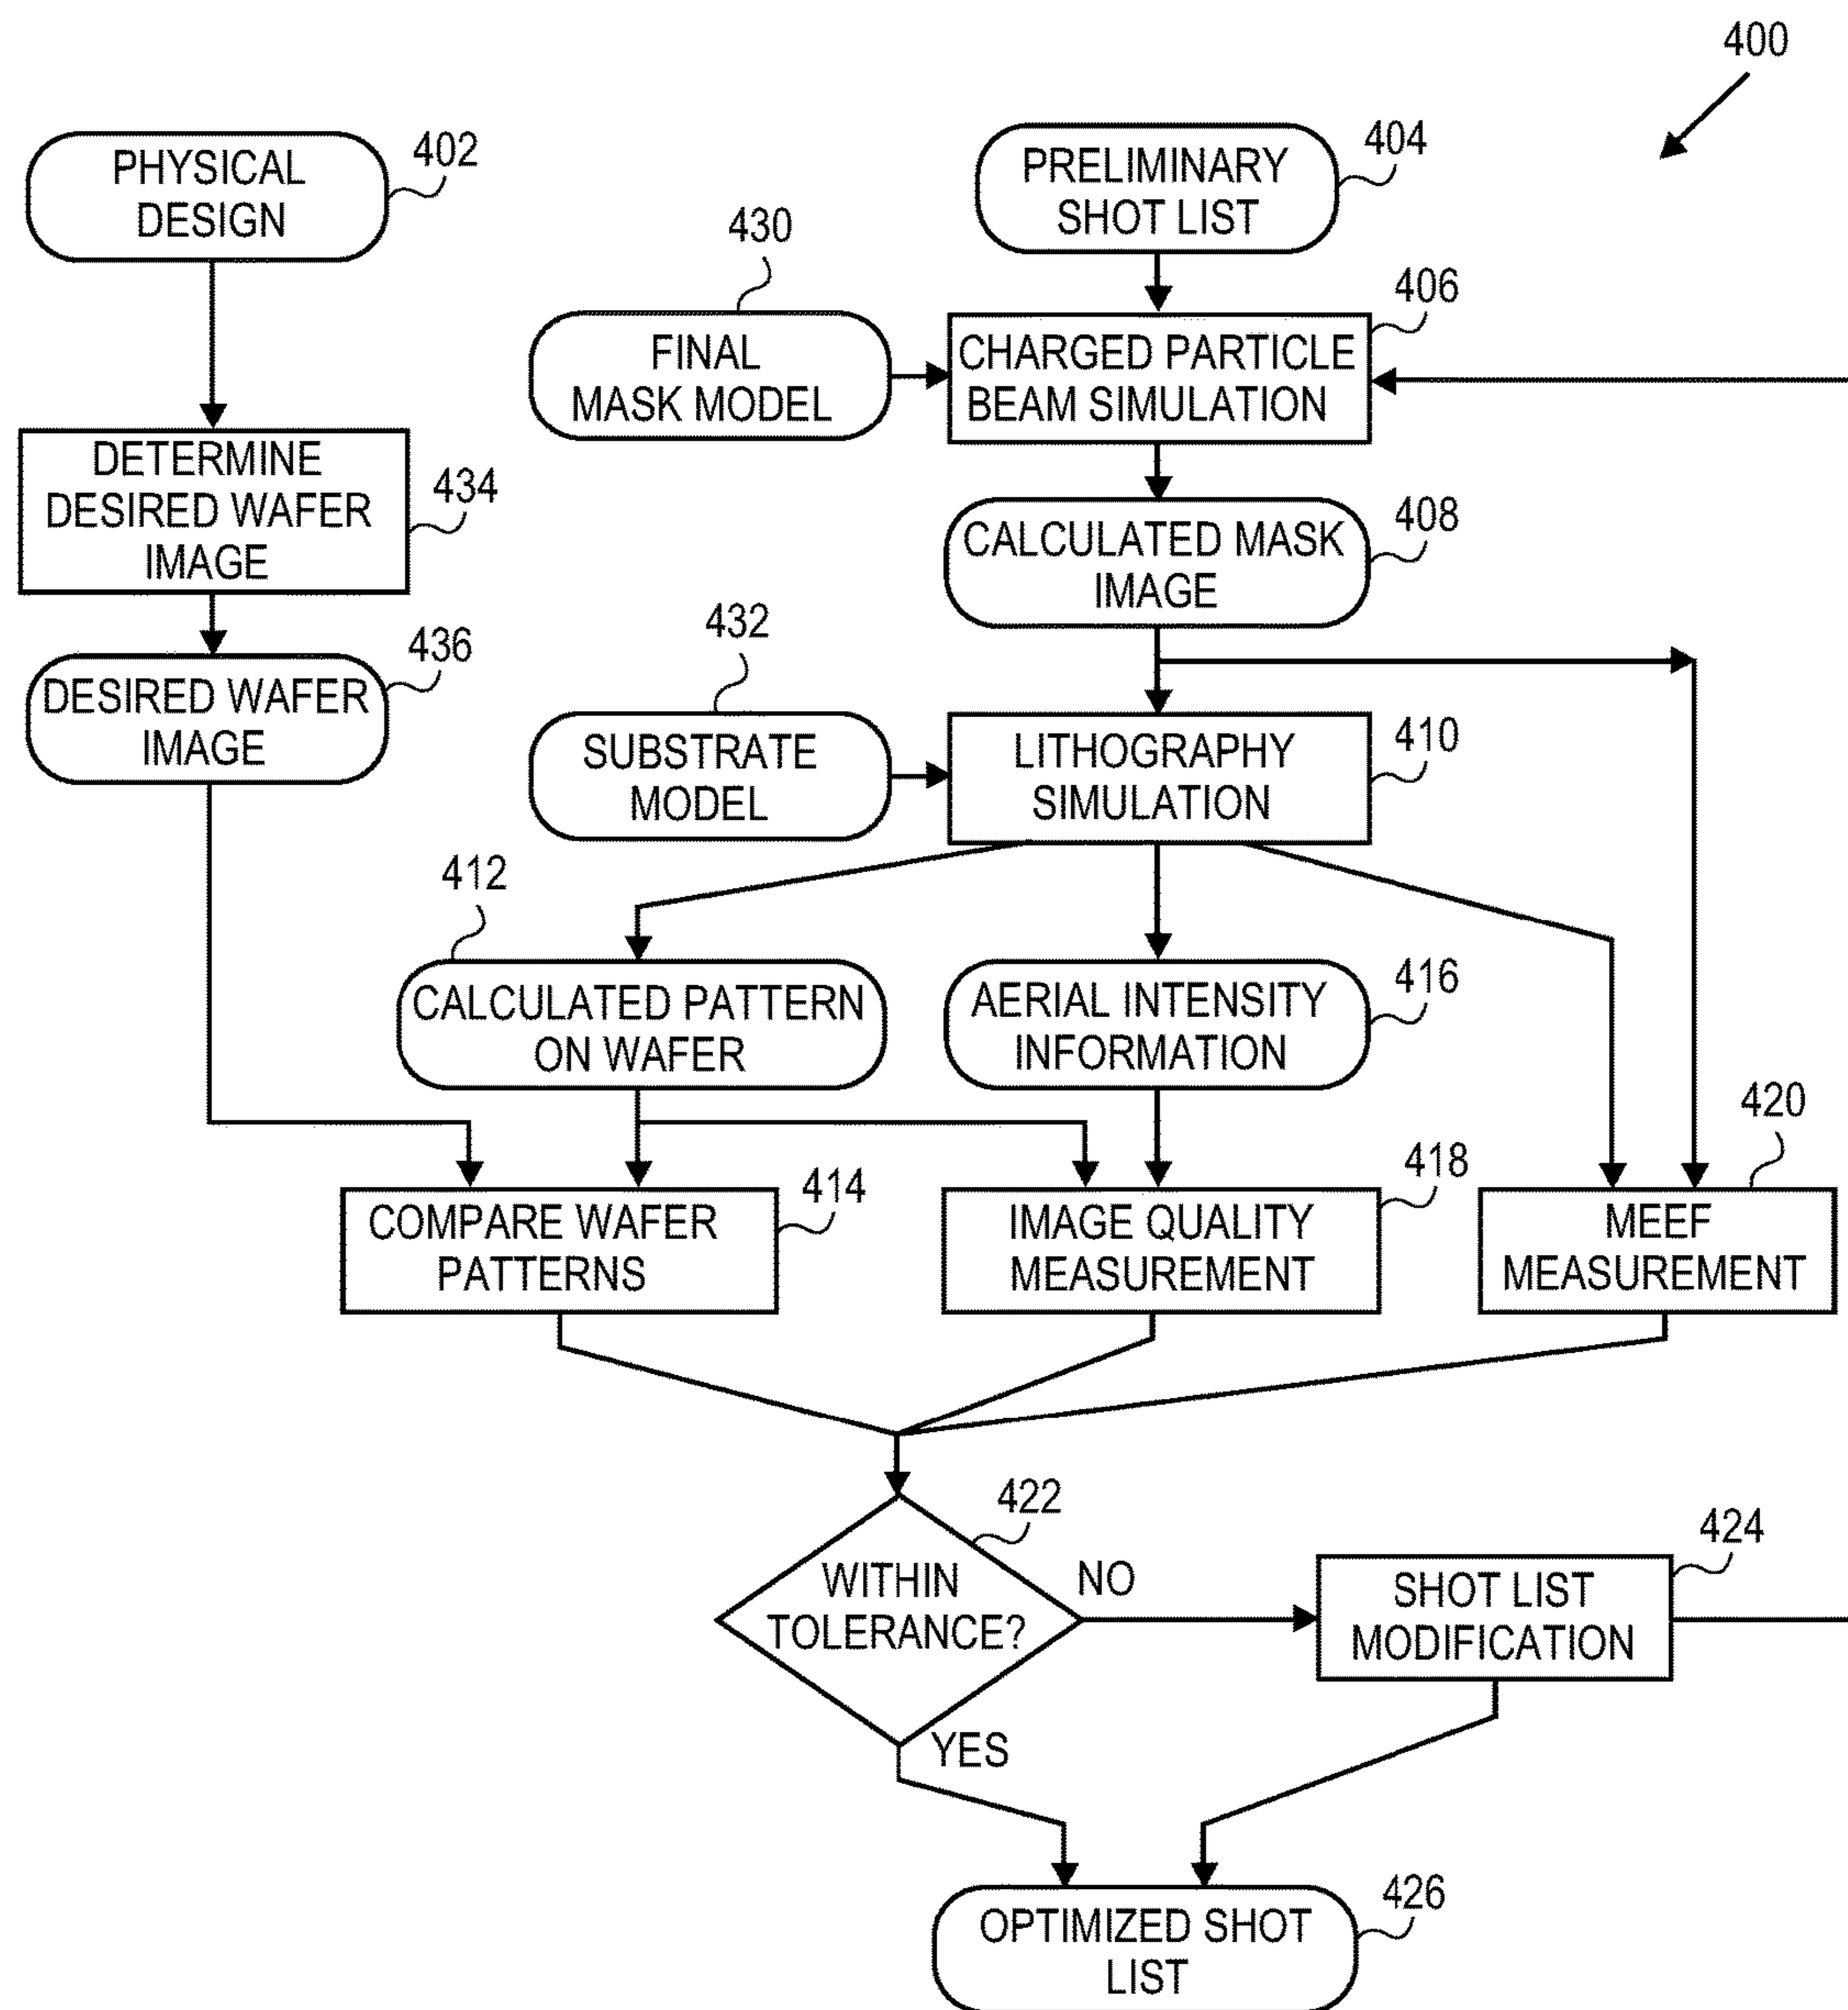 400
PHYSICAL
DESIGN
402
PRELIMINARY
SHOT LIST
404
430
FINAL
MASK MODEL
CHARGED PARTICLE
BEAM SIMULATION
406
DETERMINE
DESIRED WAFER
IMAGE
434
CALCULATED MASK
IMAGE
408
DESIRED WAFER
IMAGE
436
432
SUBSTRATE
MODEL
LITHOGRAPHY
SIMULATION
410
412
CALCULATED PATTERN
ON WAFER
AERIAL INTENSITY
INFORMATION
416
COMPARE WAFER
PATTERNS
414
IMAGE QUALITY
MEASUREMENT
418
MEEF
MEASUREMENT
420
WITHIN
TOLERANCE?
422
NO
YES
SHOT LIST
MODIFICATION
424
OPTIMIZED SHOT
LIST
426